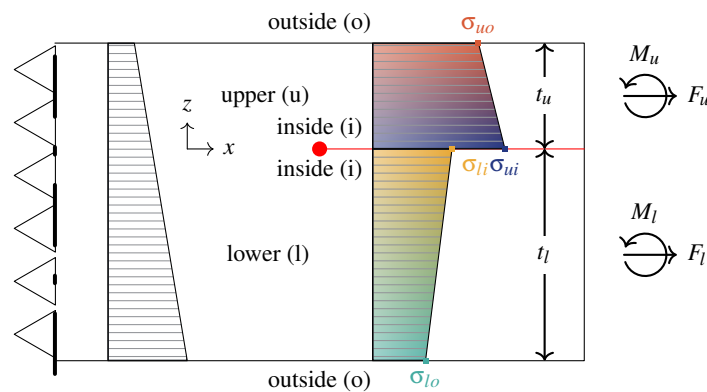 outside (o)
σuo
Mu
Fu
upper (u)
tu
z
x
inside (i)
inside (i)
σli σui
Ml
Fl
lower (l)
tl
σlo
outside (o)